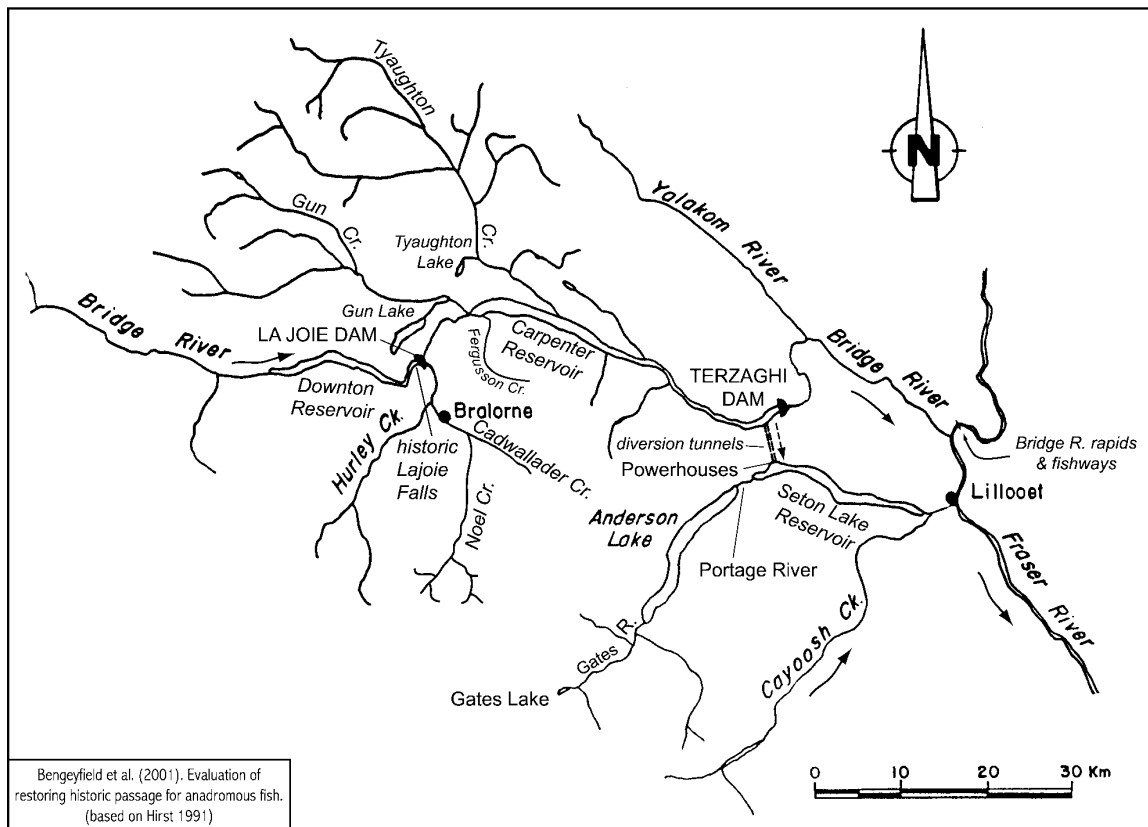 Tyaughton
Cr.
N
Gun
Cr.
Yalakom River
Tyaughton
Lake
Gun Lake
Bridge
River
LA JOIE DAM
Fergusson Cr.
Carpenter
Reservoir
Bridge River
Downton
Reservoir
TERZAGHI
DAM
Bralorne
Hurley Ck.
Cadwallader Cr.
historic
Lajoie
Falls
diversion tunnels
Powerhouses
Bridge R. rapids
& fishways
Lillooet
Noel Cr.
Anderson
Lake
Seton Lake
Reservoir
Portage River
Fraser River
Cayoosh Ck.
Gates R.
Gates Lake
Bengeyfield et al. (2001). Evaluation of
restoring historic passage for anadromous fish.
(based on Hirst 1991)
0 10 20 30 Km